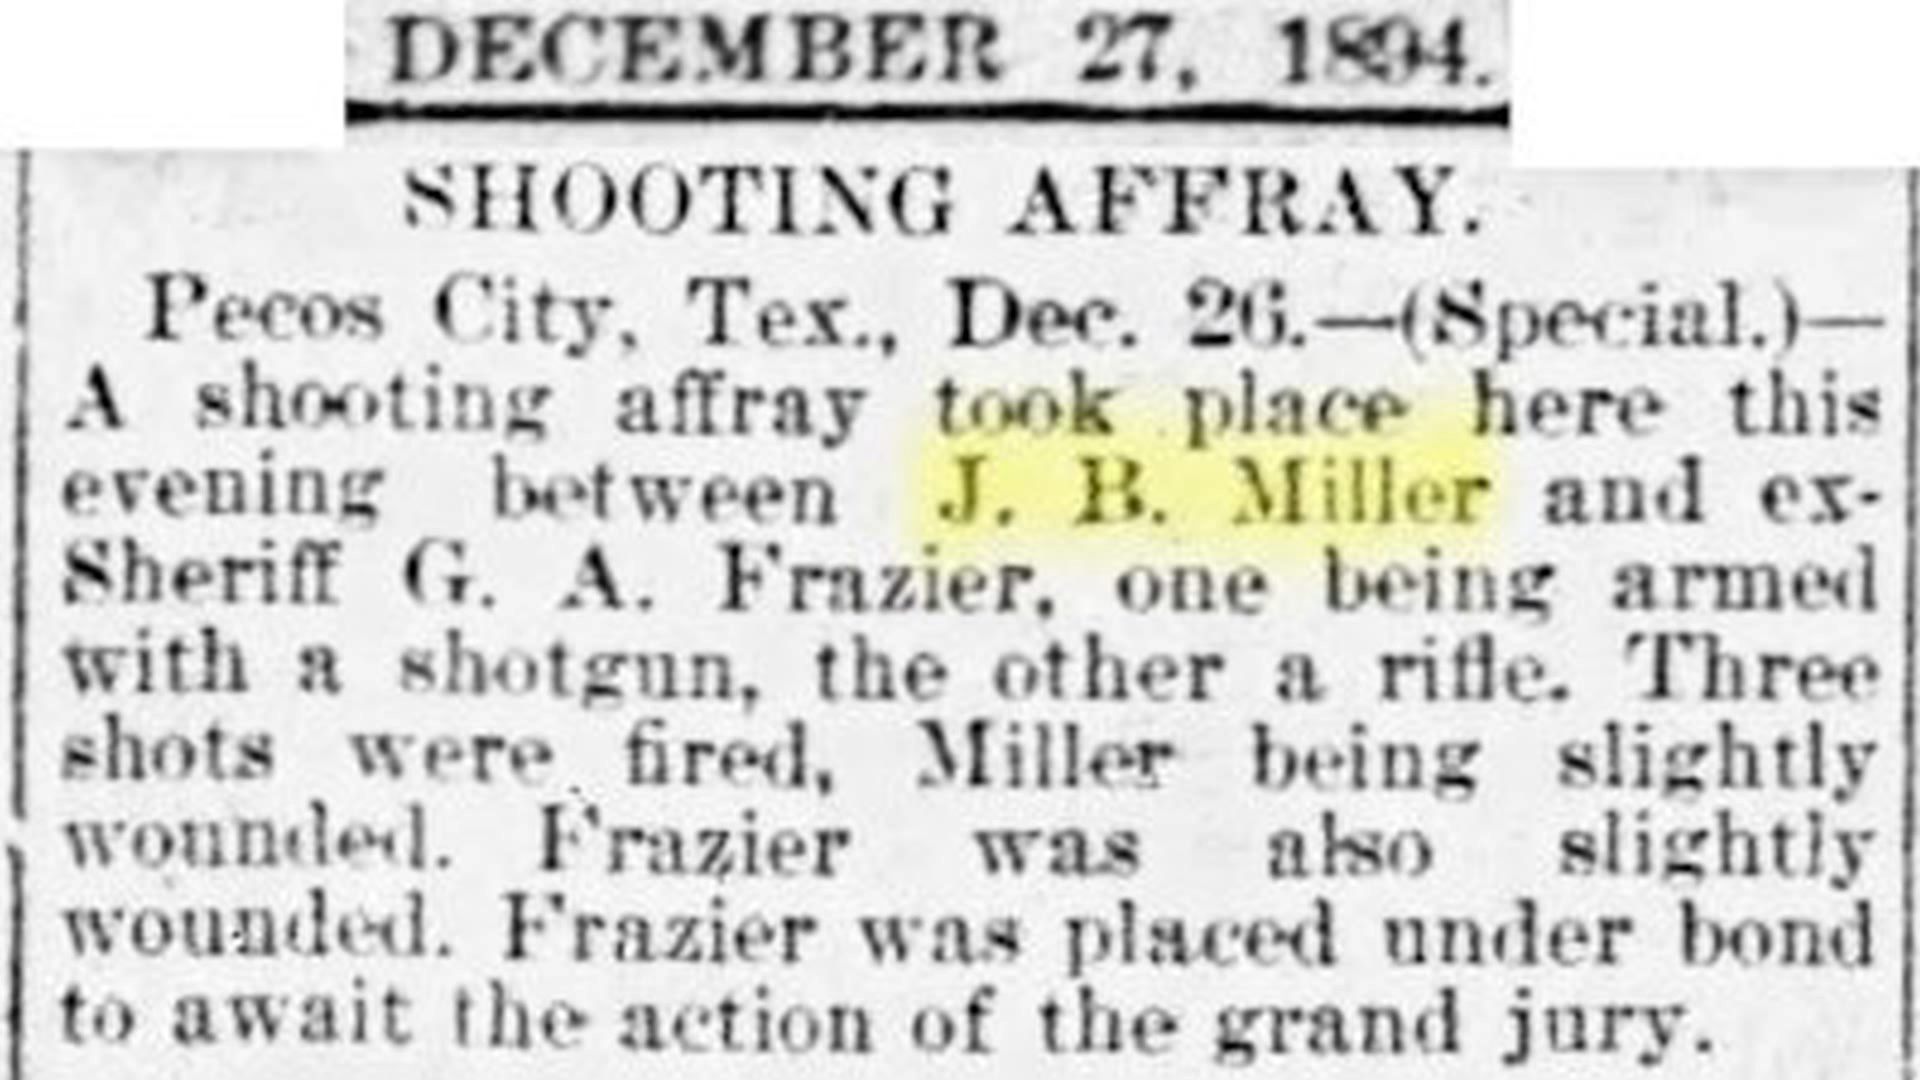 DECEMBER 27, 1894.
SHOOTING AFFRAY.
Pecos City, Tex., Dec. 26.—(Special.)—
A shooting affray took place here this
evening between J. B. Miller and ex-
Sheriff G. A. Frazier, one being armed
with a shotgun, the other a rifle. Three
shots were fired, Miller being slightly
wounded. Frazier was also slightly
wounded. Frazier was placed under bond
to await the action of the grand jury.